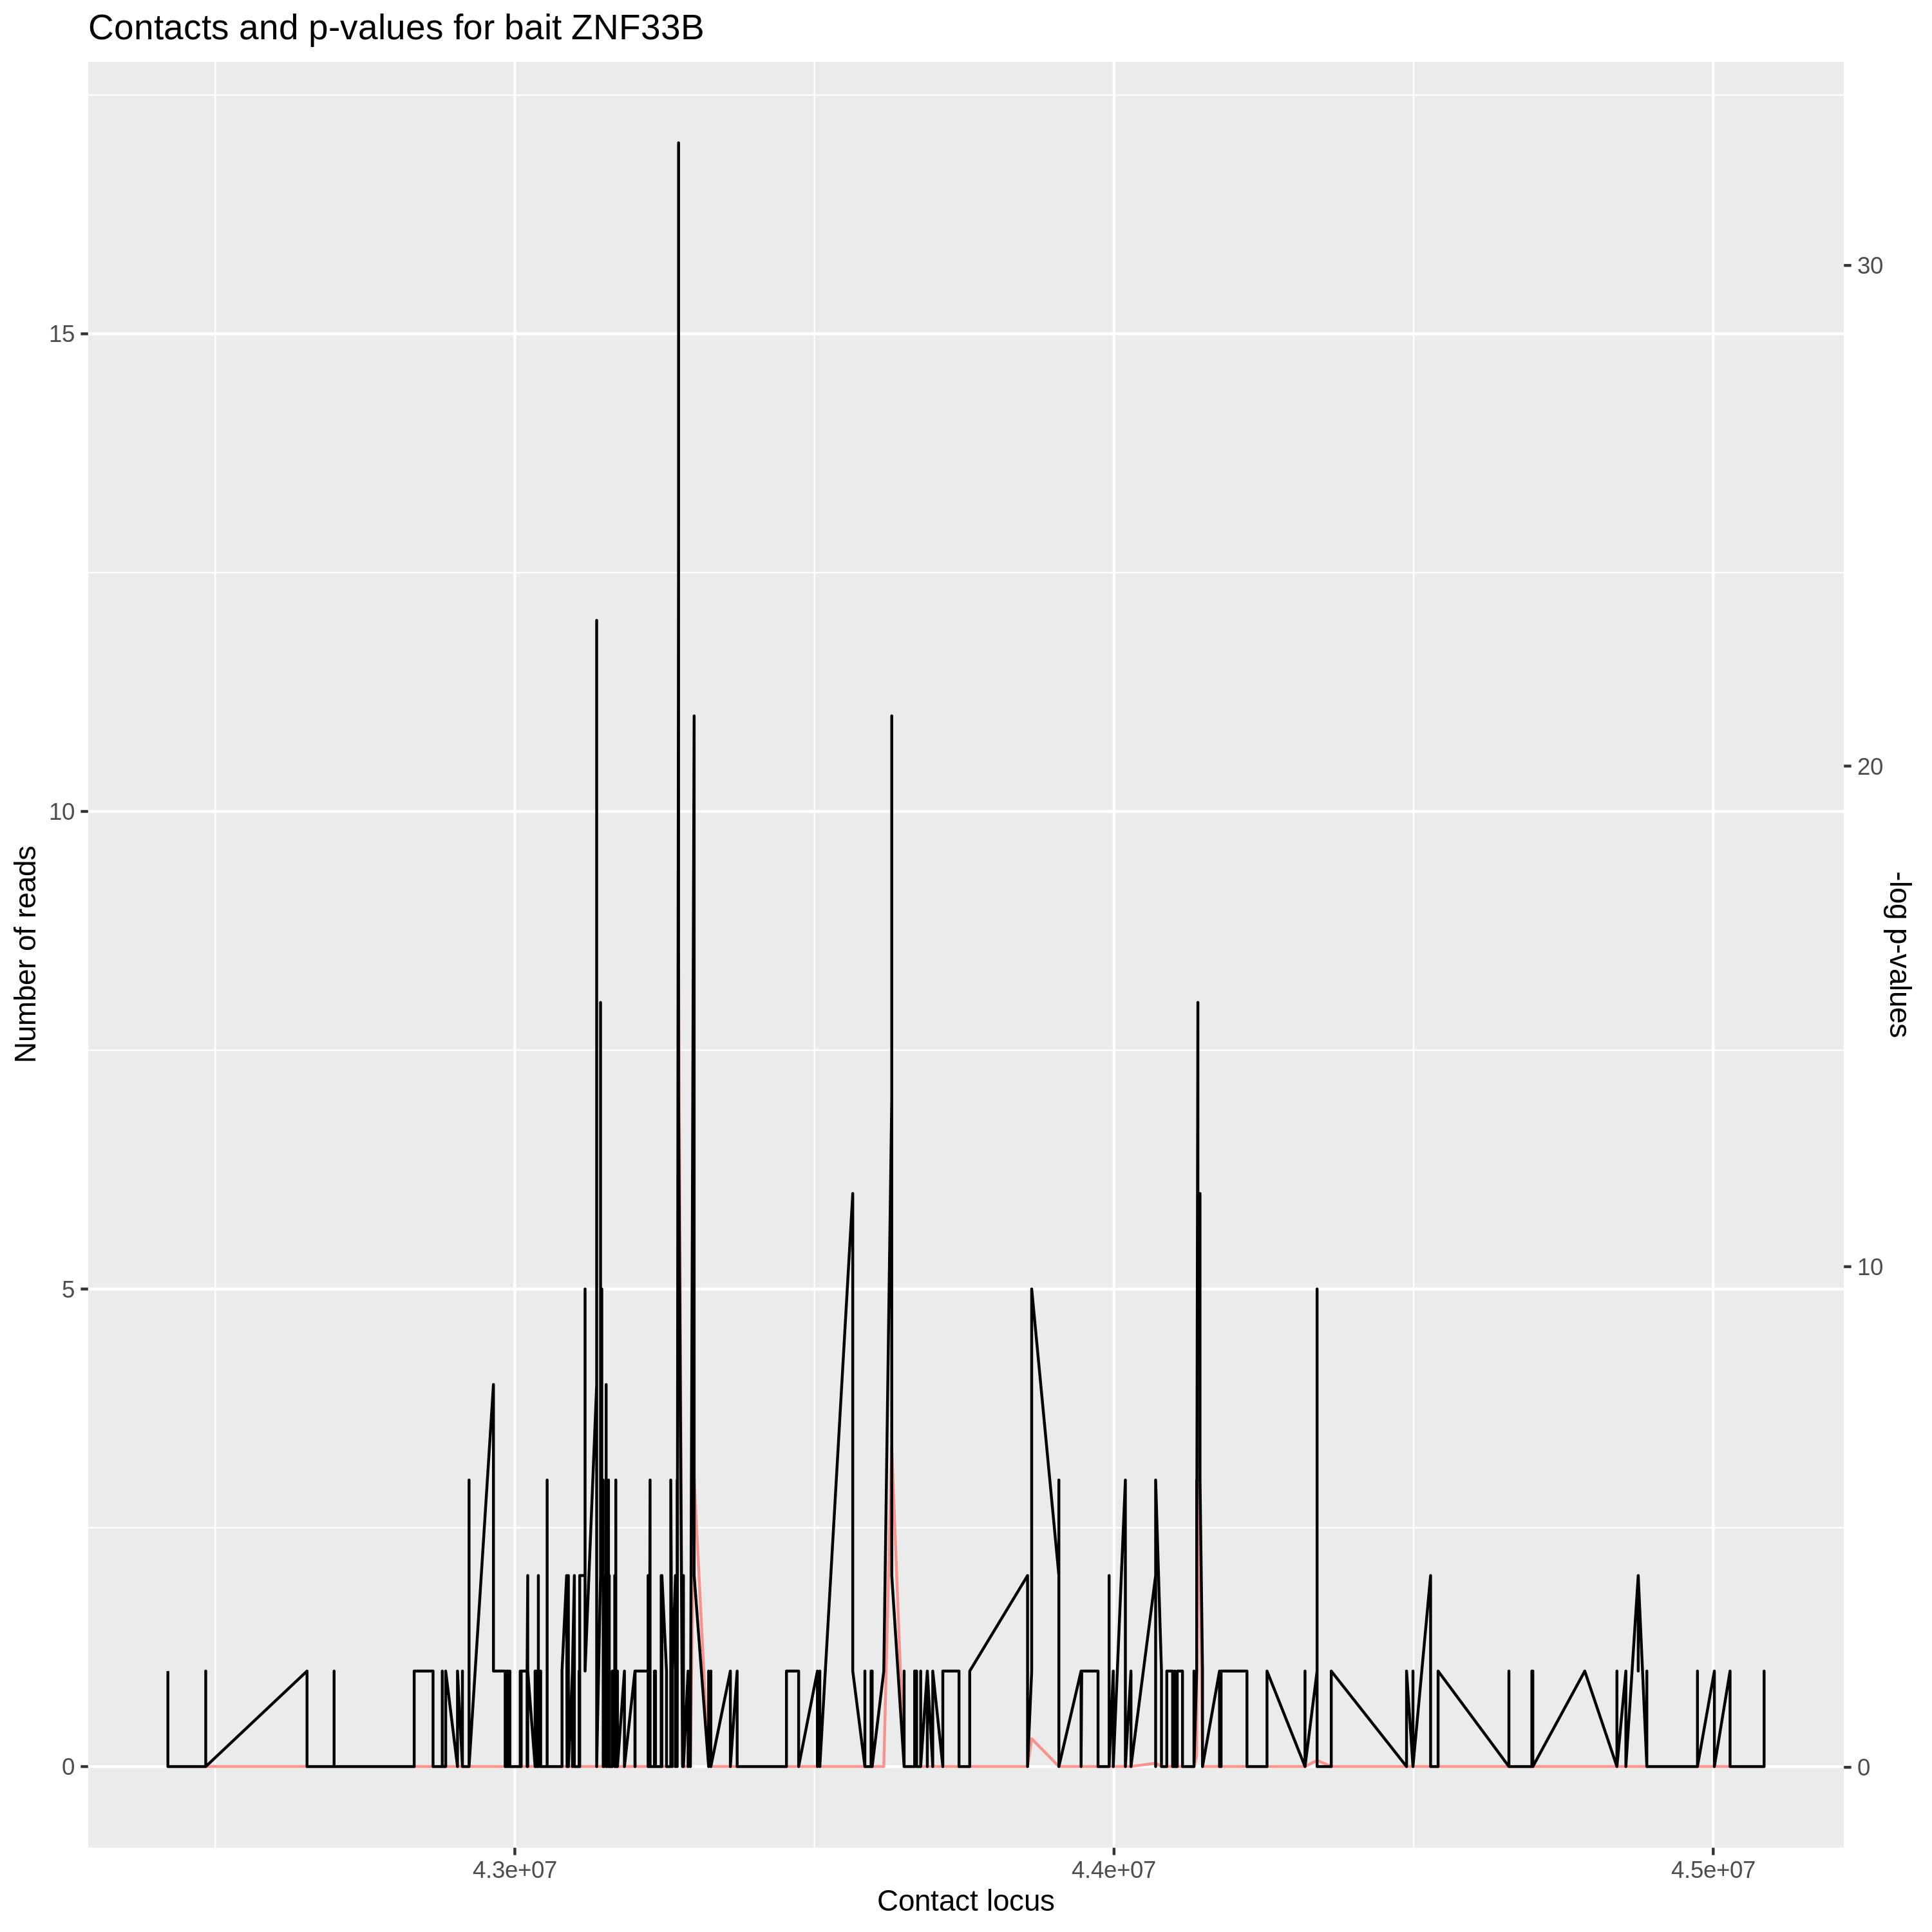 Contacts and p-values for bait ZNF33B
15
10
5
0
Number of reads
30
20
10
0
-log p-values
4.3e+07
4.4e+07
4.5e+07
Contact locus